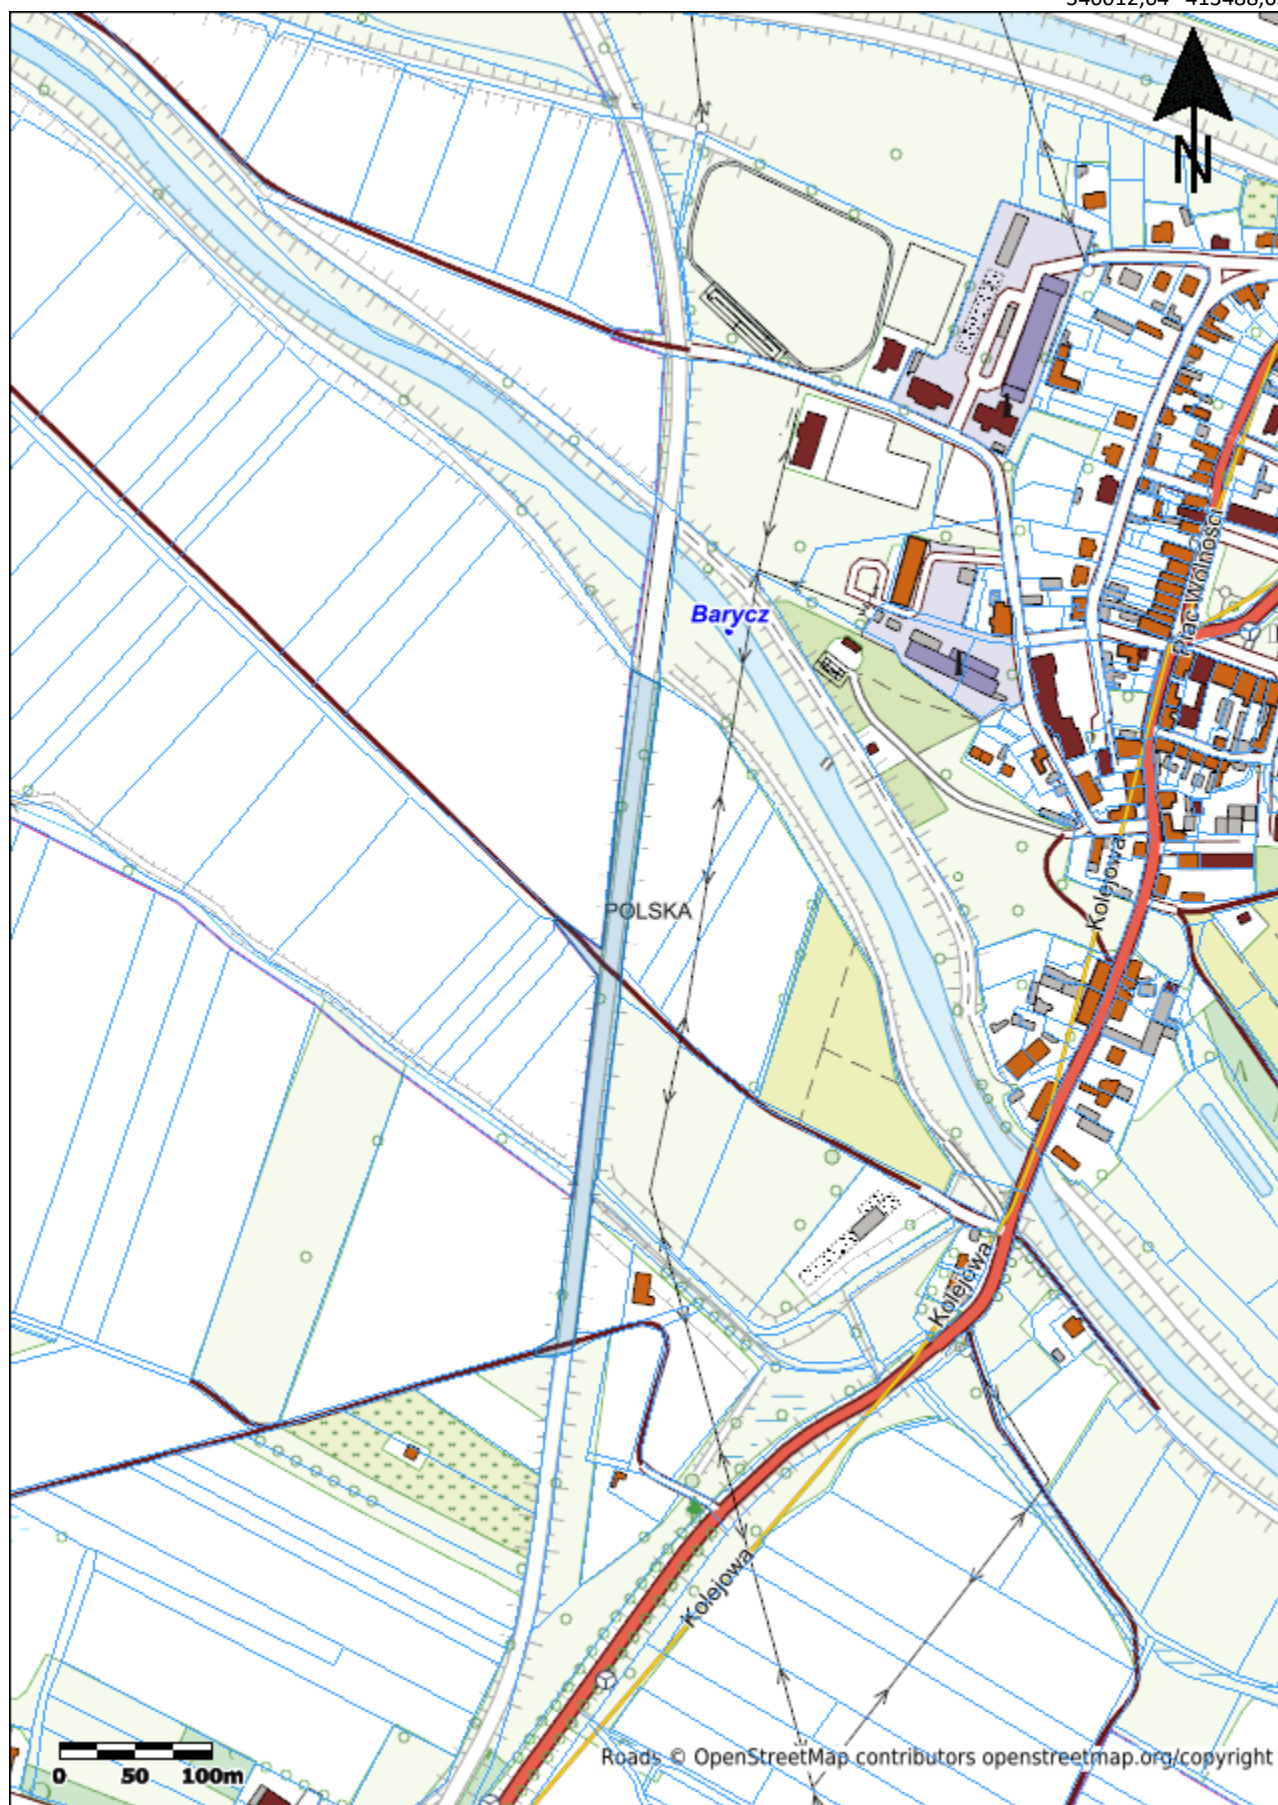 N
Barycz
Plac Wolności
Kolejowa
POLSKA
Kolejowa
Kolejowa
0 50 100m
Roads © OpenStreetMap contributors openstreetmap.org/copyright